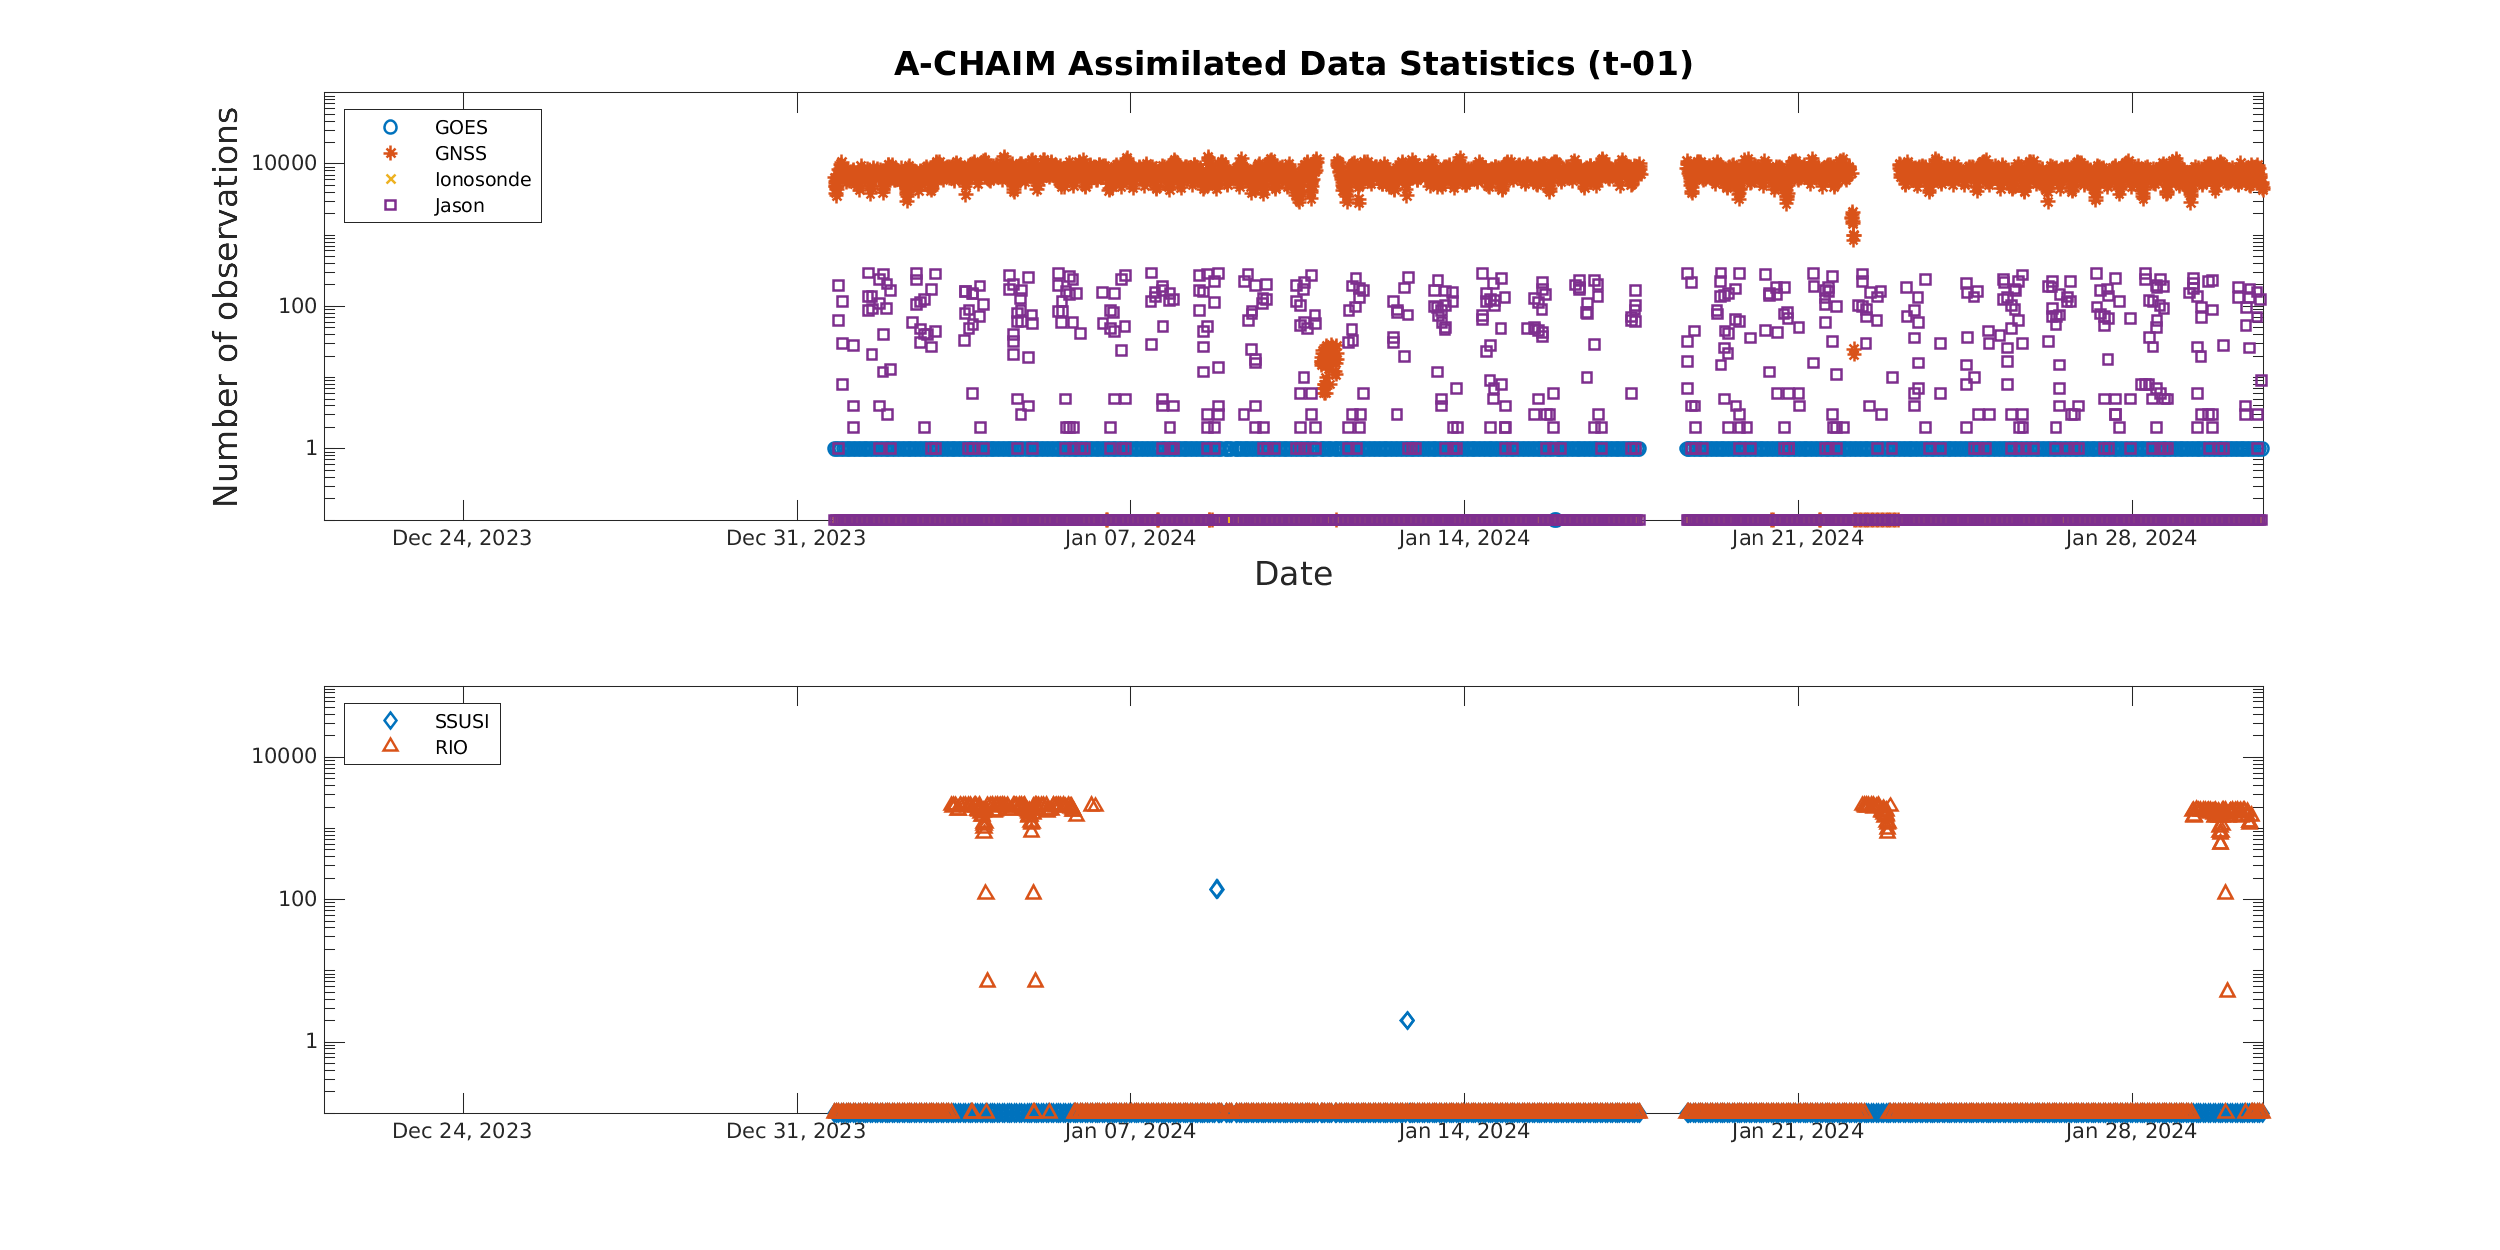 A-CHAIM Assimilated Data Statistics (t-01)
Number of observations
GOES
GNSS
Ionosonde
Jason
10000
100
1
Dec 24, 2023
Dec 31, 2023
Jan 07, 2024
Jan 14, 2024
Jan 21, 2024
Jan 28, 2024
Date
SSUSI
RIO
10000
100
1
Dec 24, 2023
Dec 31, 2023
Jan 07, 2024
Jan 14, 2024
Jan 21, 2024
Jan 28, 2024